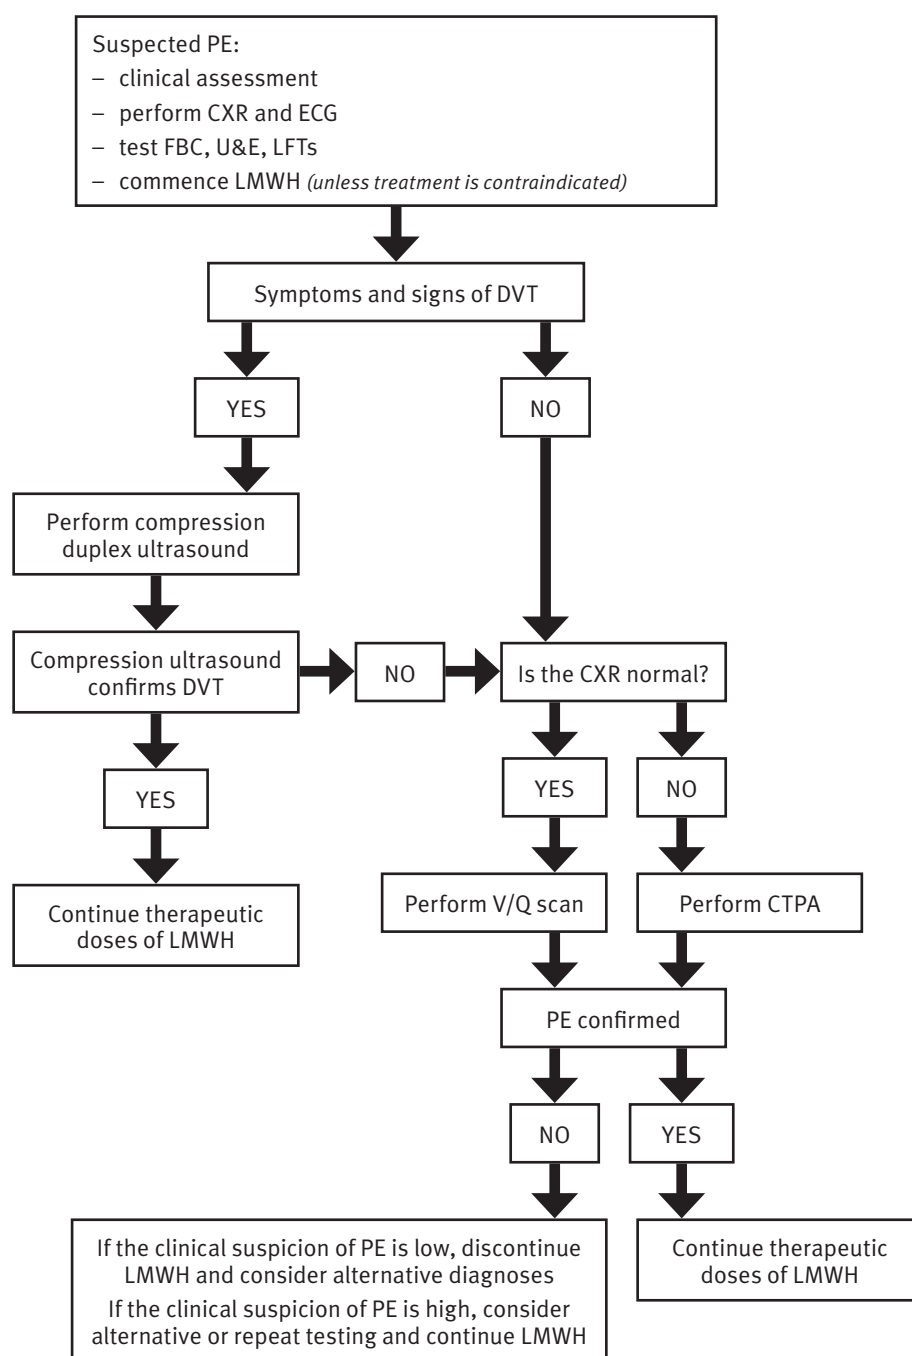 Suspected PE:
– clinical assessment
– perform CXR and ECG
– test FBC, U&E, LFTs
– commence LMWH (unless treatment is contraindicated)
Symptoms and signs of DVT
YES
NO
Perform compression
duplex ultrasound
Compression ultrasound
confirms DVT
NO
Is the CXR normal?
YES
YES
NO
Continue therapeutic
doses of LMWH
Perform V/Q scan
Perform CTPA
PE confirmed
NO
YES
If the clinical suspicion of PE is low, discontinue
LMWH and consider alternative diagnoses
If the clinical suspicion of PE is high, consider
alternative or repeat testing and continue LMWH
Continue therapeutic
doses of LMWH